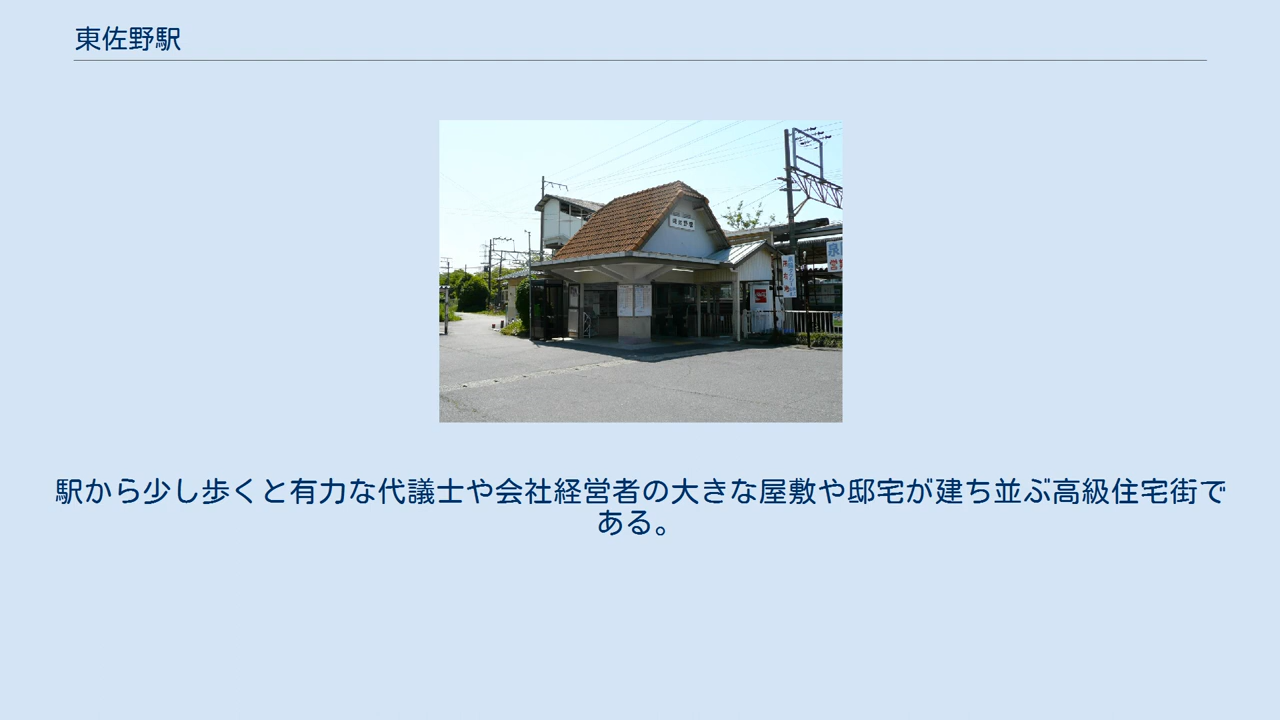 東佐野駅
駅から少し歩くと有力な代議士や会社経営者の大きな屋敷や邸宅が建ち並ぶ高級住宅街で
ある。